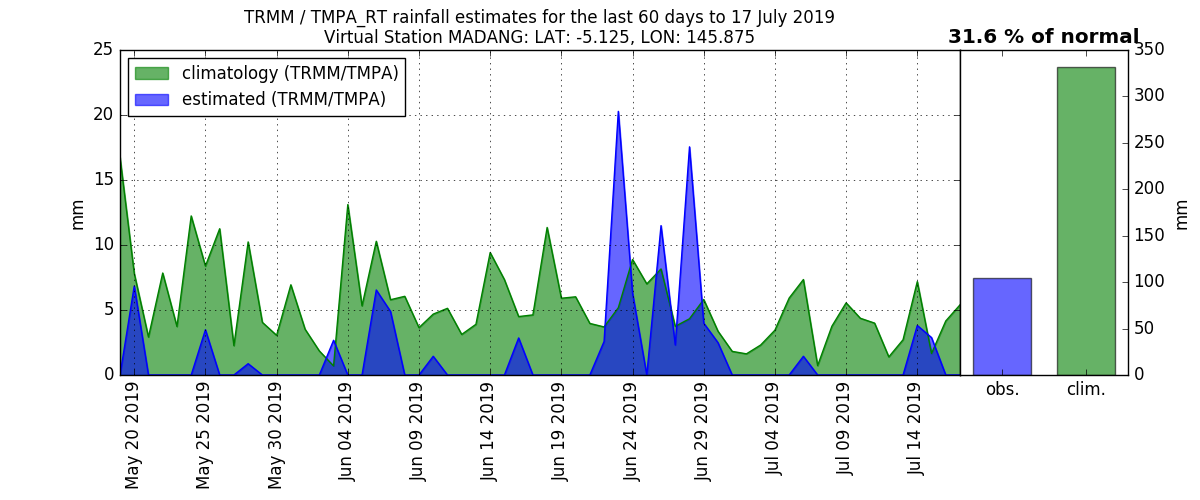 TRMM / TMPA_RT rainfall estimates for the last 60 days to 17 July 2019
Virtual Station MADANG: LAT: -5.125, LON: 145.875
31.6 % of normal
climatology (TRMM/TMPA)
estimated (TRMM/TMPA)
25
20
15
10
5
0
mm
350
300
250
200
150
100
50
0
mm
May 20 2019
May 25 2019
May 30 2019
Jun 04 2019
Jun 09 2019
Jun 14 2019
Jun 19 2019
Jun 24 2019
Jun 29 2019
Jul 04 2019
Jul 09 2019
Jul 14 2019
obs.
clim.